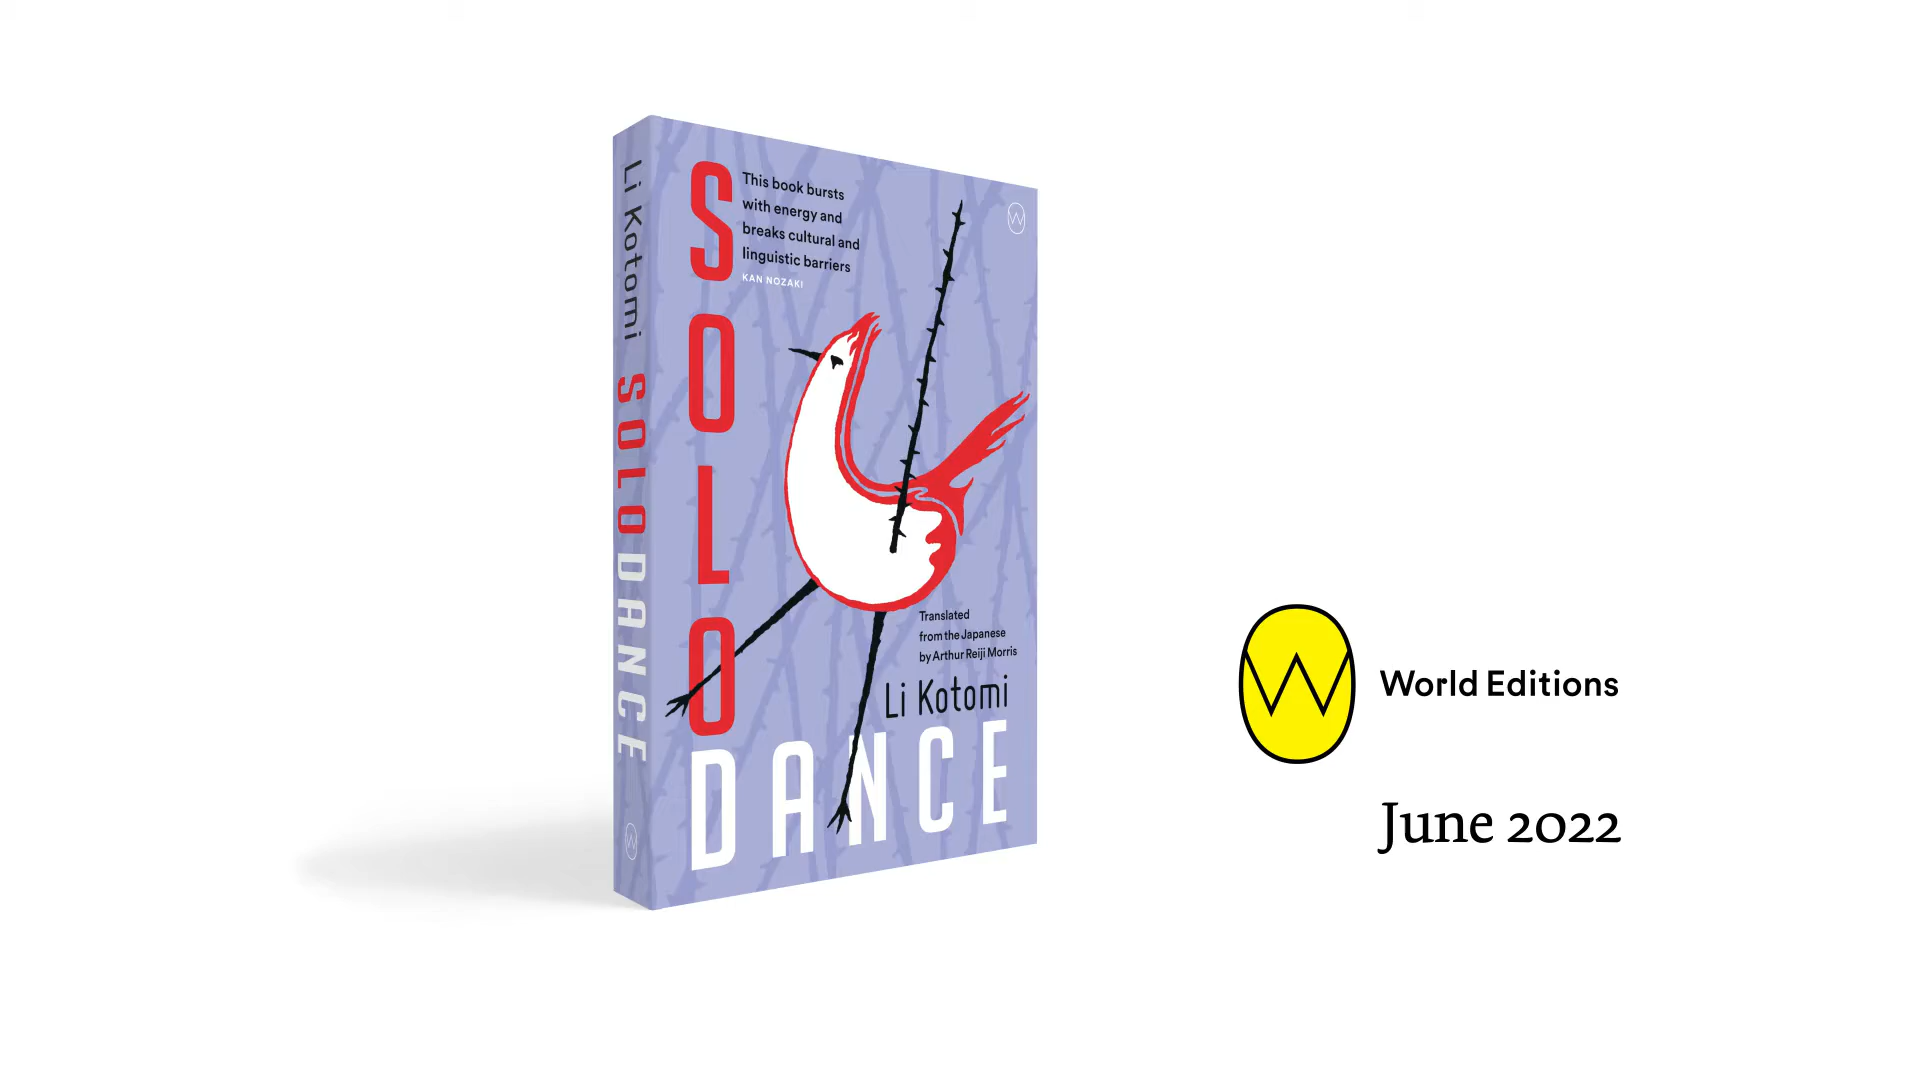 Li Kotomi SOLO DANCE
SOLO
This book bursts
with energy and
breaks cultural and
linguistic barriers
KAN NOZAKI
Translated
from the Japanese
by Arthur Reiji Morris
Li Kotomi
DANCE
World Editions
June 2022